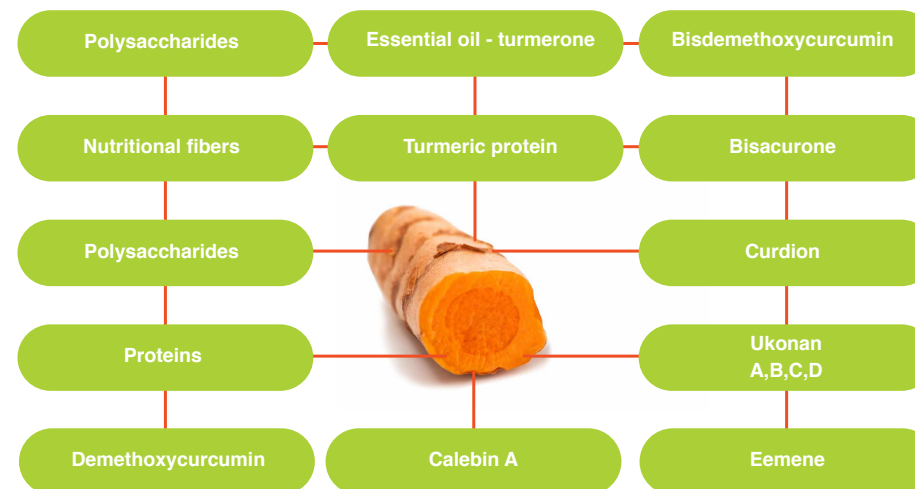 Polysaccharides
Essential oil - turmerone
Bisdemethoxycurcumin
Nutritional fibers
Turmeric protein
Bisacurone
Polysaccharides
Curdion
Proteins
Ukonan
A,B,C,D
Demethoxycurcumin
Calebin A
Eemene